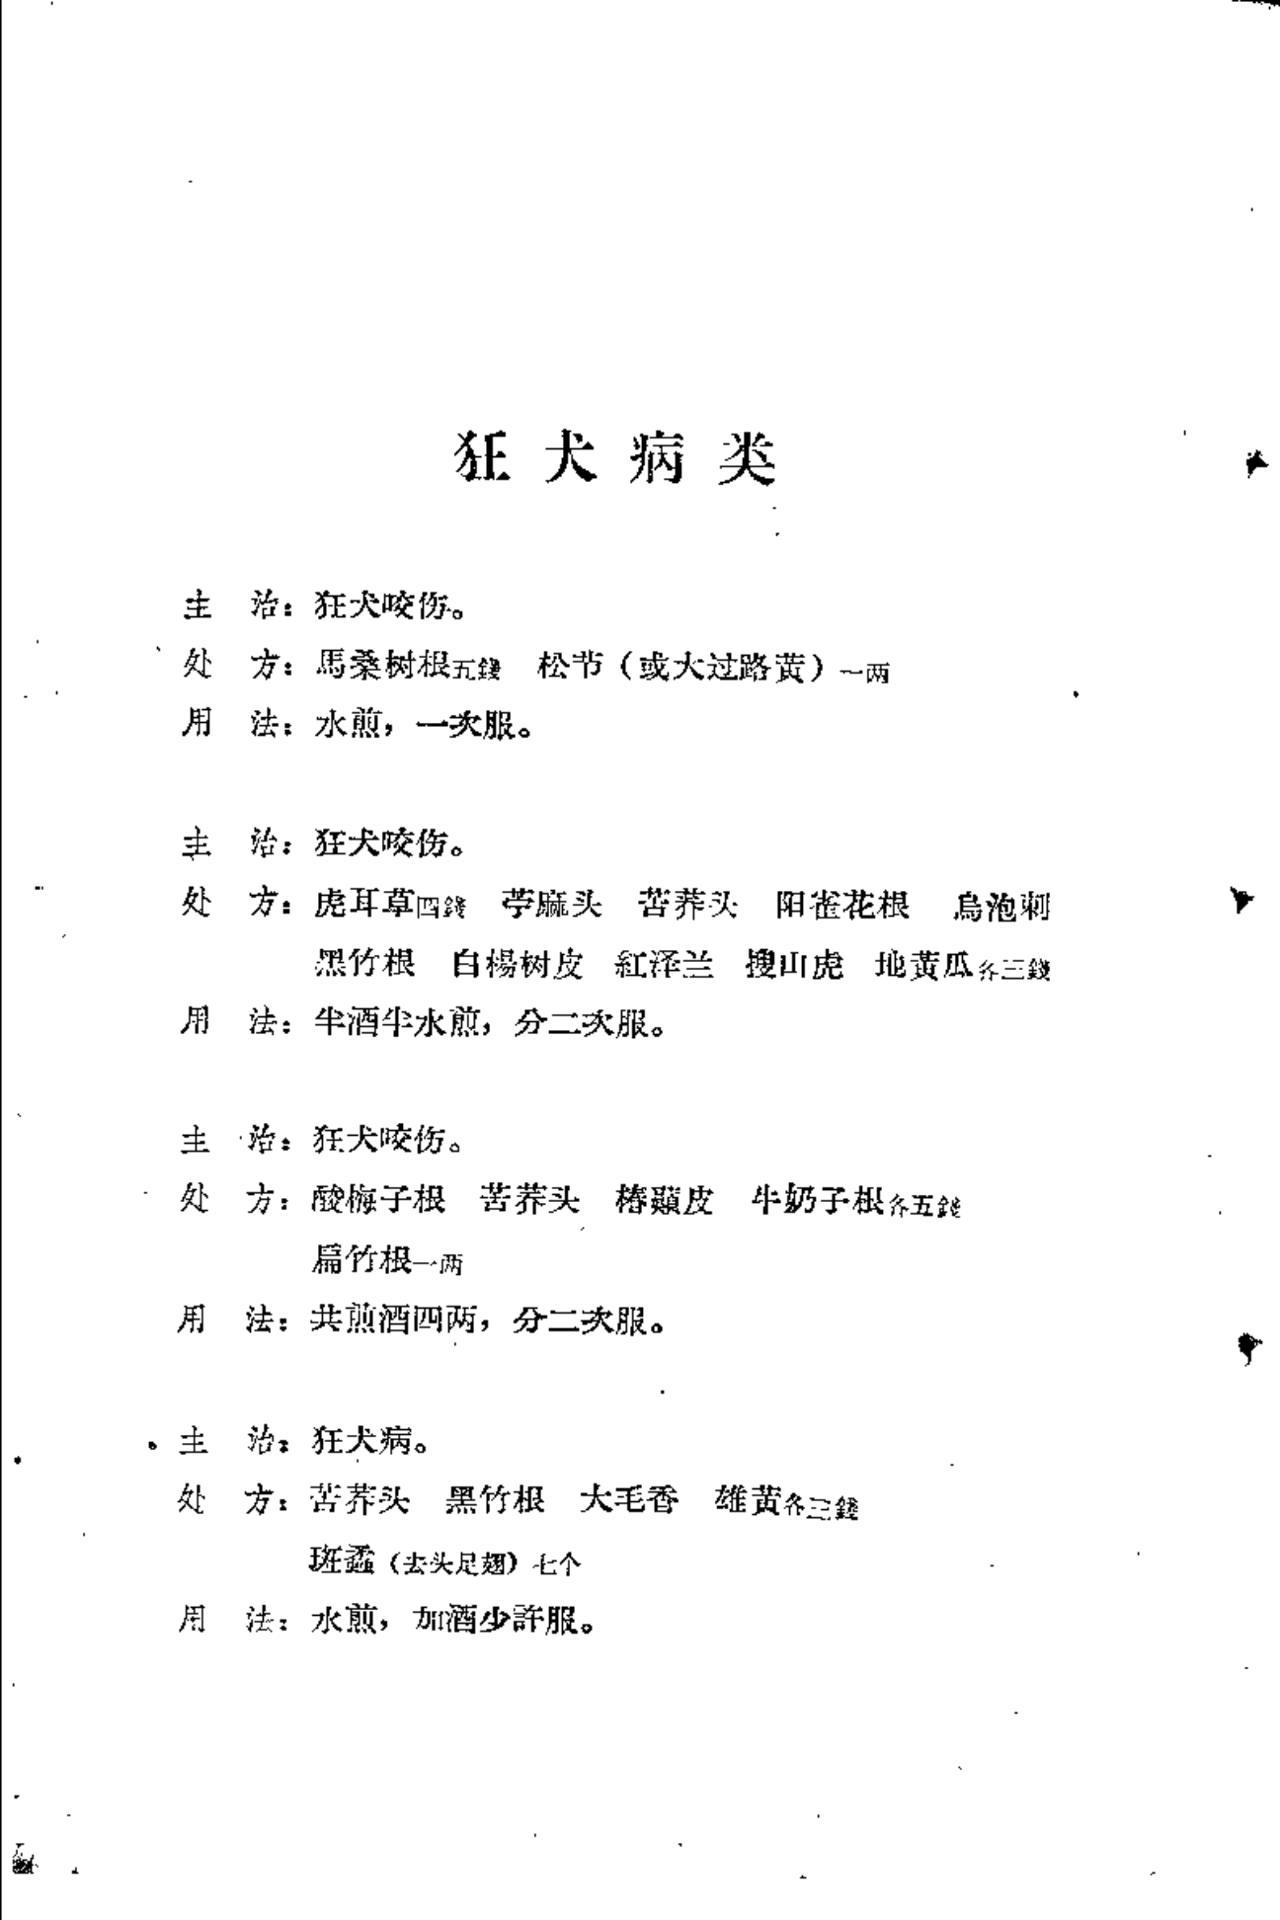 狂犬病类
主　治：狂犬咬伤。
处　方：馬桑树根五錢　松节（或大过路黄）一两
用　法：水煎，一次服。
主　治：狂犬咬伤。
处　方：虎耳草四錢　苧麻头　苦荞头　阳雀花根　烏泡刺
黑竹根　白楊树皮　紅泽兰　搜山虎　地黄瓜各三錢
用　法：半酒半水煎，分二次服。
主　治：狂犬咬伤。
处　方：酸梅子根　苦荞头　椿顛皮　牛奶子根各五錢
扁竹根一两
用　法：共煎酒四两，分二次服。
主　治：狂犬病。
处　方：苦荞头　黑竹根　大毛香　雄黄各三錢
斑蟊（去头足翅）七个
用　法：水煎，加酒少許服。